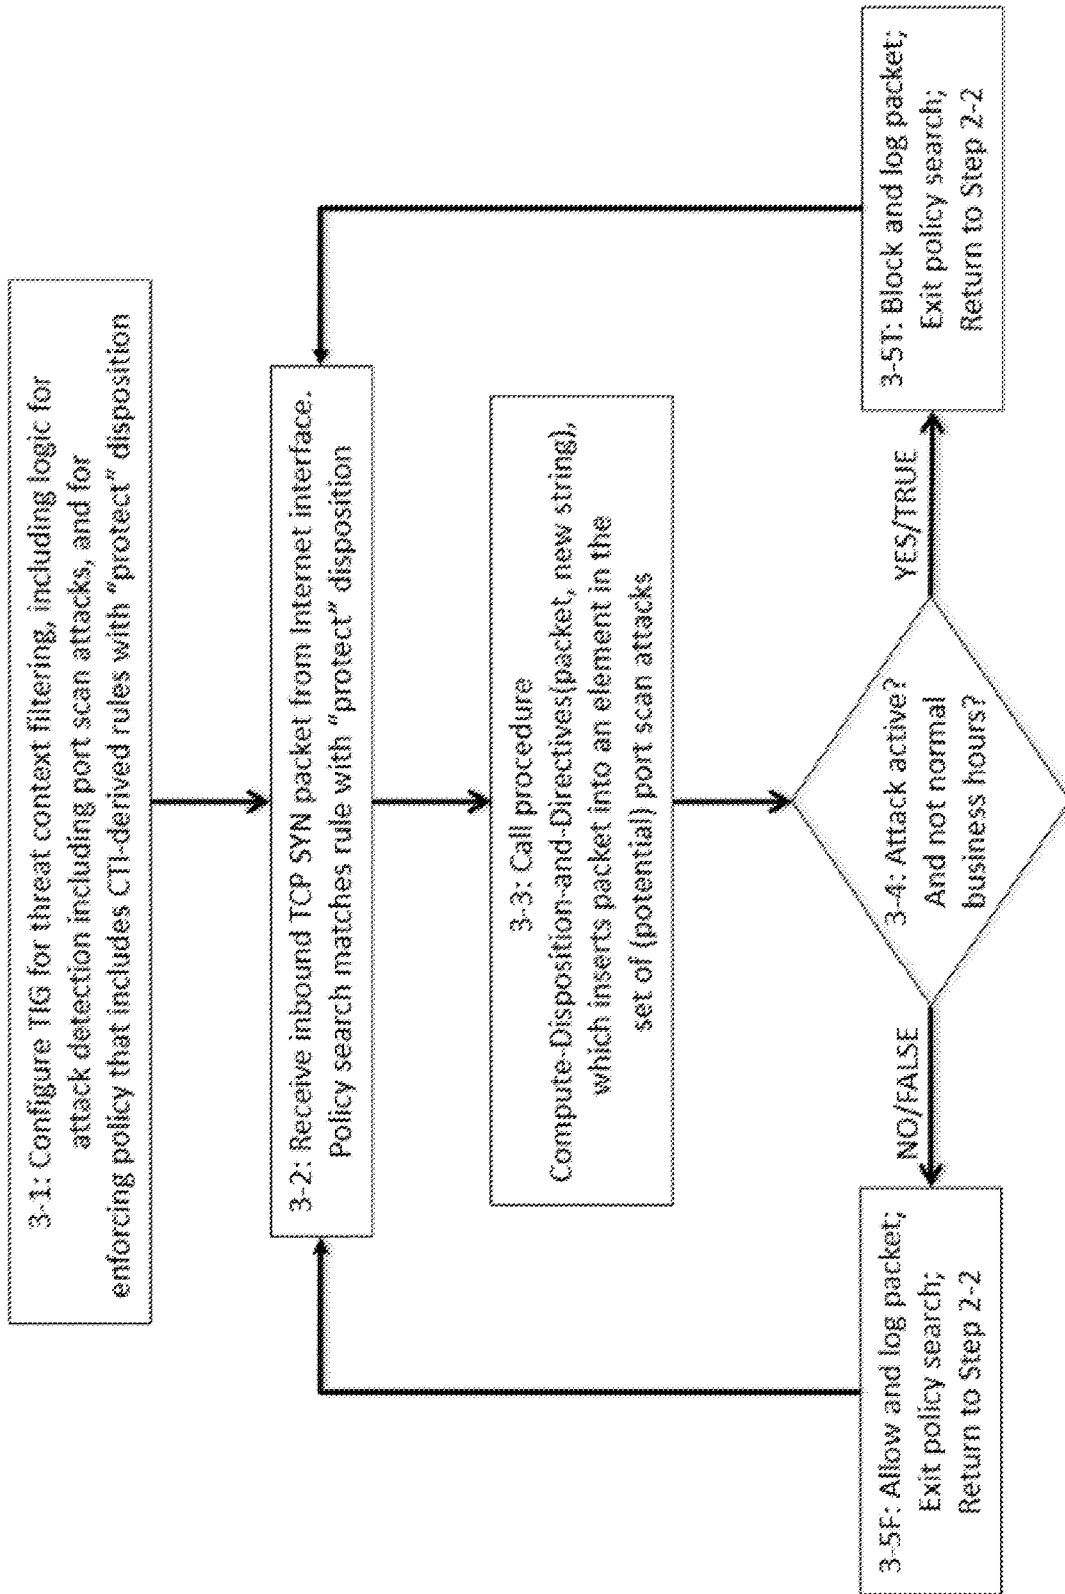 3-1: Configure TIG for threat context filtering, including logic for
attack detection including port scan attacks, and for
enforcing policy that includes CTI-derived rules with "protect" disposition
3-2: Receive inbound TCP SYN packet from Internet interface.
Policy search matches rule with "protect" disposition
3-3: Call procedure
Compute-Disposition-and-Directives(packet, new string),
which inserts packet into an element in the
set of (potential) port scan attacks
3-4: Attack active?
And not normal
business hours?
NO/FALSE
YES/TRUE
3-5F: Allow and log packet;
Exit policy search;
Return to Step 2-2
3-5T: Block and log packet;
Exit policy search;
Return to Step 2-2